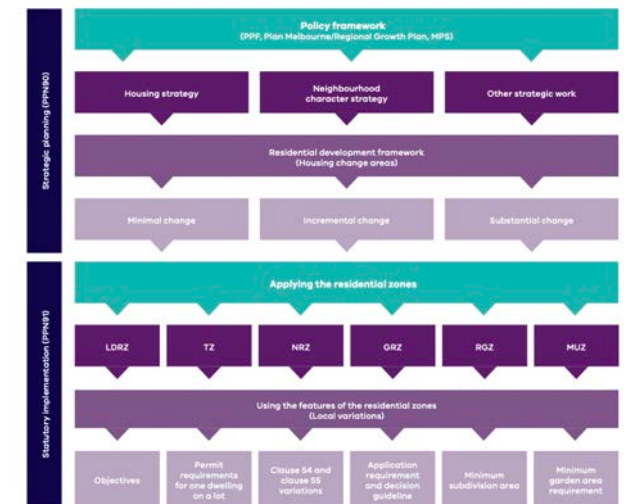 Strategic planning (PPN90)
Policy framework
(PPF, Plan Melbourne/Regional Growth Plan, MPS)
Housing strategy
Neighbourhood
character strategy
Other strategic work
Residential development framework
(Housing change areas)
Minimal change
Incremental change
Substantial change
Statutory implementation (PPN91)
Applying the residential zones
LDRZ
TZ
NRZ
GRZ
RGZ
MUZ
Using the features of the residential zones
(Local variations)
Objectives
Permit
requirements
for one dwelling
on a lot
Clause 54 and
clause 55
variations
Application
requirement
and decision
guideline
Minimum
subdivision area
Minimum
garden area
requirement